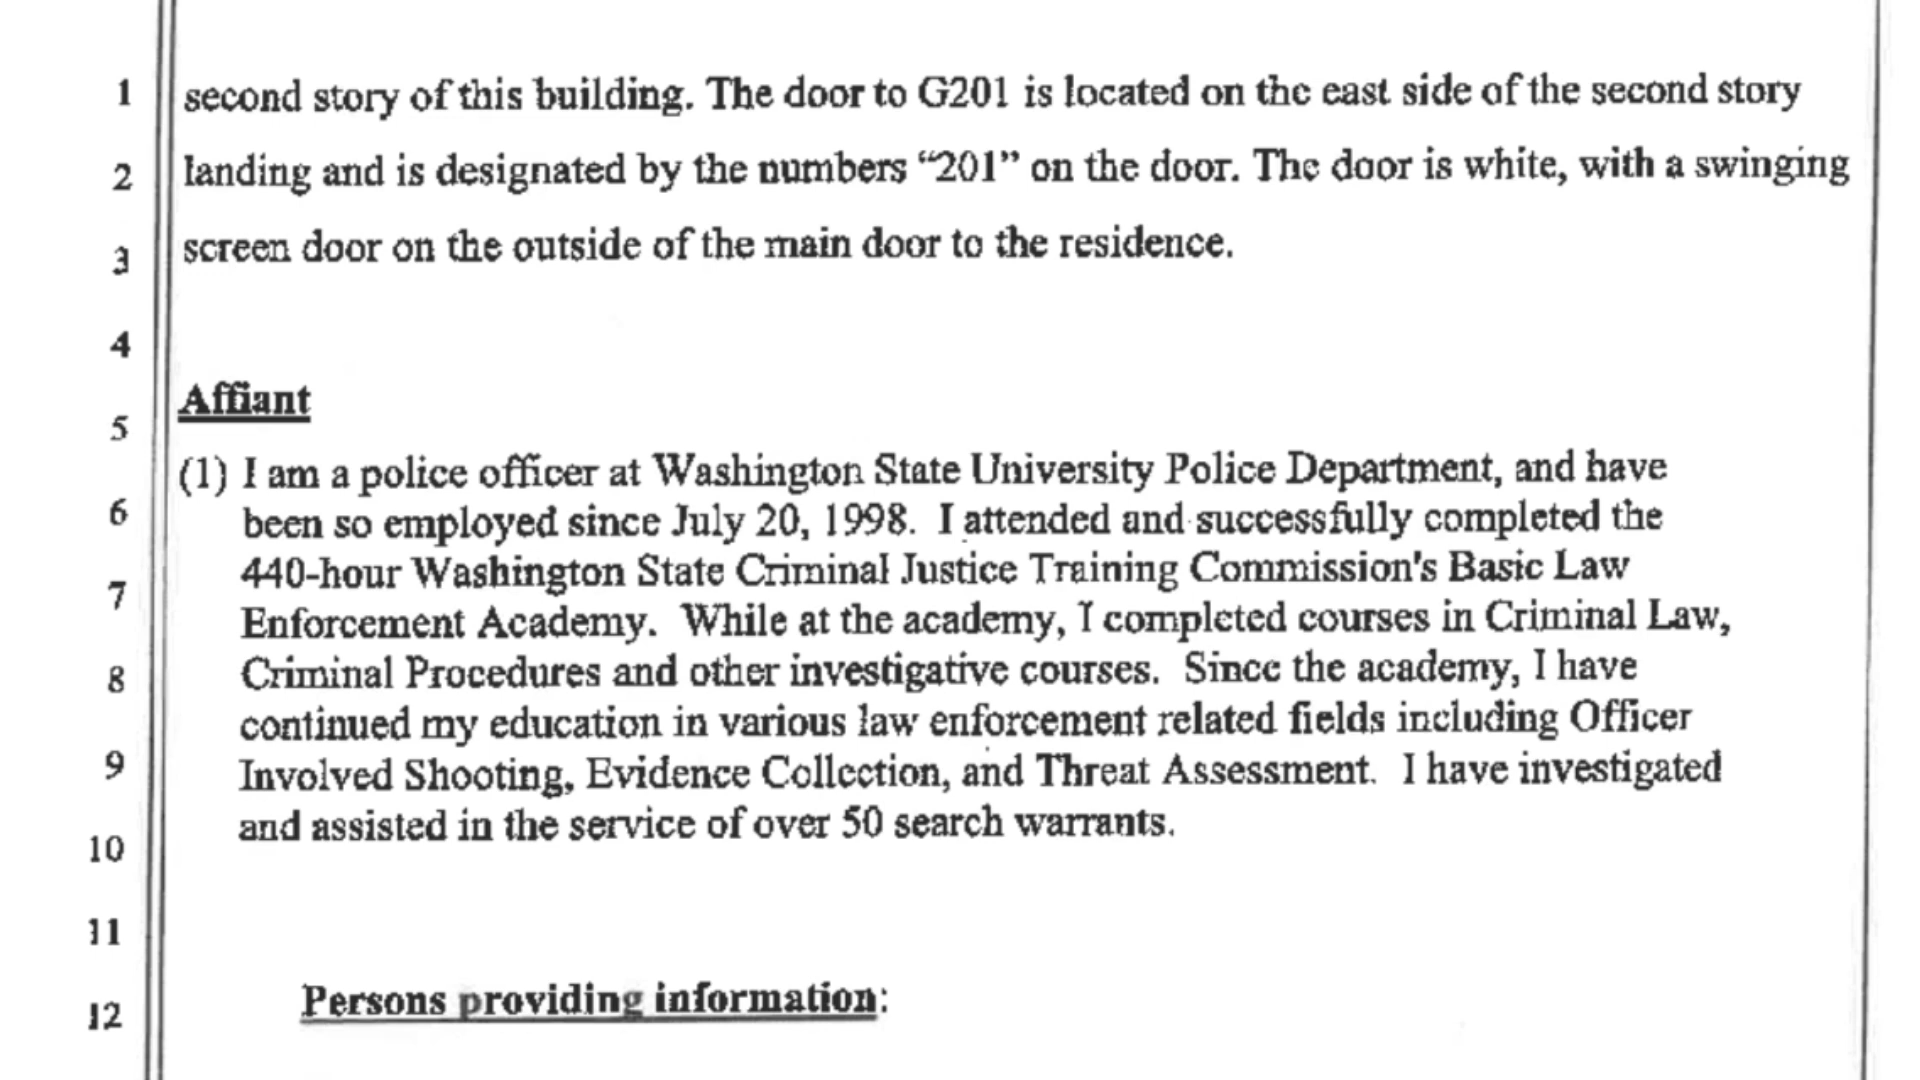 1 second story of this building. The door to G201 is located on the east side of the second story
2 landing and is designated by the numbers “201” on the door. The door is white, with a swinging
3 screen door on the outside of the main door to the residence.
4
Affiant
5
(1) I am a police officer at Washington State University Police Department, and have
6 been so employed since July 20, 1998. I attended and successfully completed the
7 440-hour Washington State Criminal Justice Training Commission's Basic Law
Enforcement Academy. While at the academy, I completed courses in Criminal Law,
8 Criminal Procedures and other investigative courses. Since the academy, I have
continued my education in various law enforcement related fields including Officer
9 Involved Shooting, Evidence Collection, and Threat Assessment. I have investigated
10 and assisted in the service of over 50 search warrants.
11
12 Persons providing information: